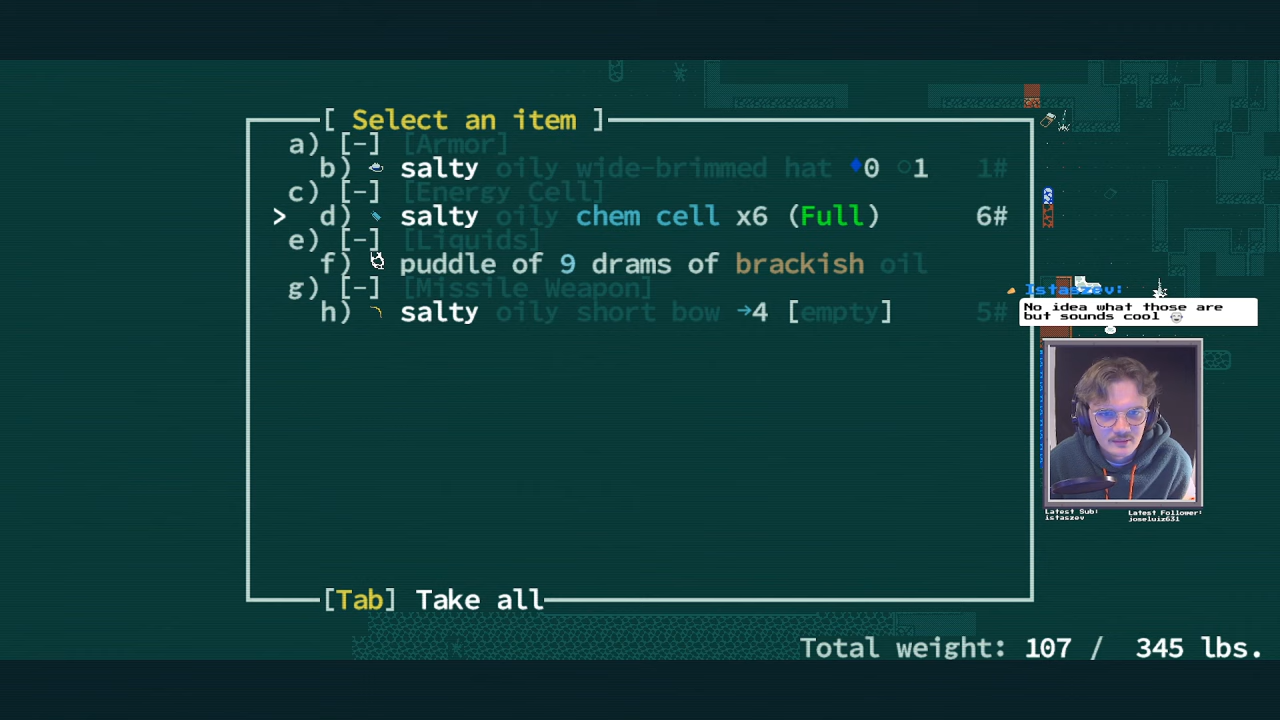 [ Select an item ]
a) [-] [Armor]
b) salty oily wide-brimmed hat ♦0 ○1 1#
c) [-] [Energy Cell]
> d) salty oily chem cell x6 (Full) 6#
e) [-] [Liquids]
f) puddle of 9 drams of brackish oil
g) [-] [Missile Weapon]
h) salty oily short bow →4 [empty] 5#
Istaszev:
No idea what those are
but sounds cool
Latest Sub:
istaszev
Latest Follower:
joseluiz631
[Tab] Take all
Total weight: 107 / 345 lbs.